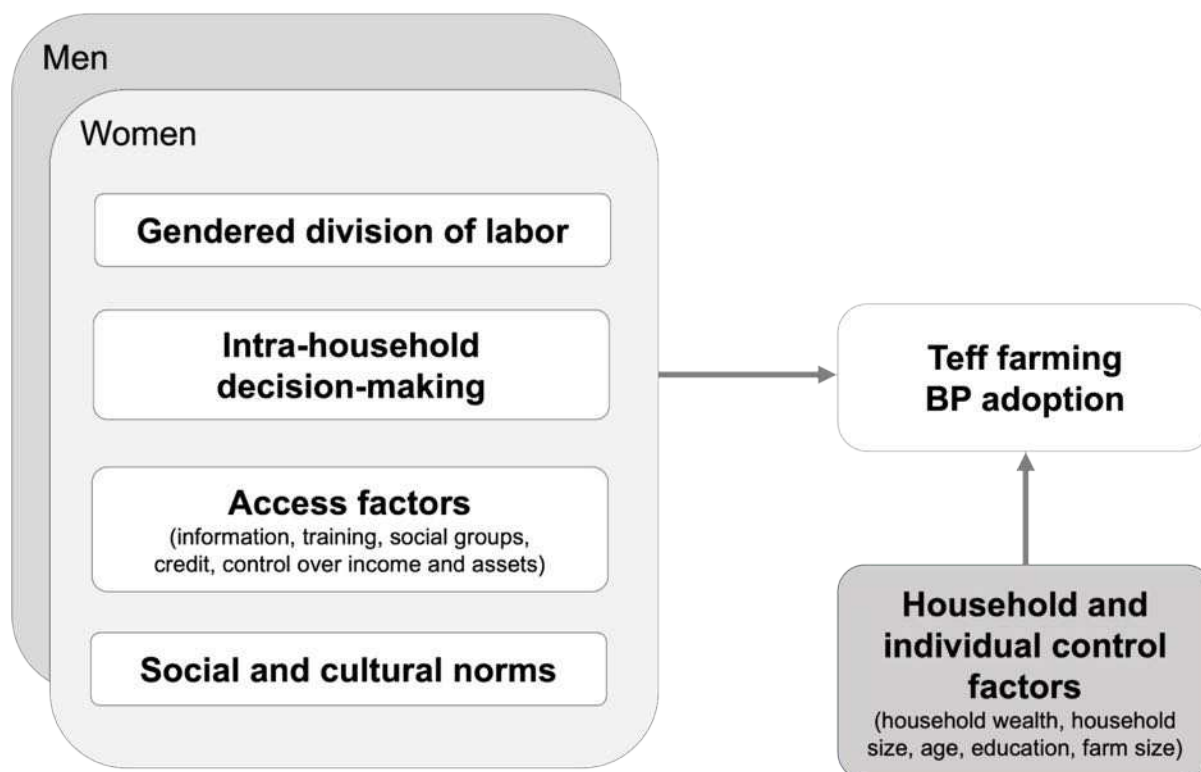 Men
Women
Gendered division of labor
Intra-household
decision-making
Access factors
(information, training, social groups,
credit, control over income and assets)
Social and cultural norms
Teff farming
BP adoption
Household and
individual control
factors
(household wealth, household
size, age, education, farm size)